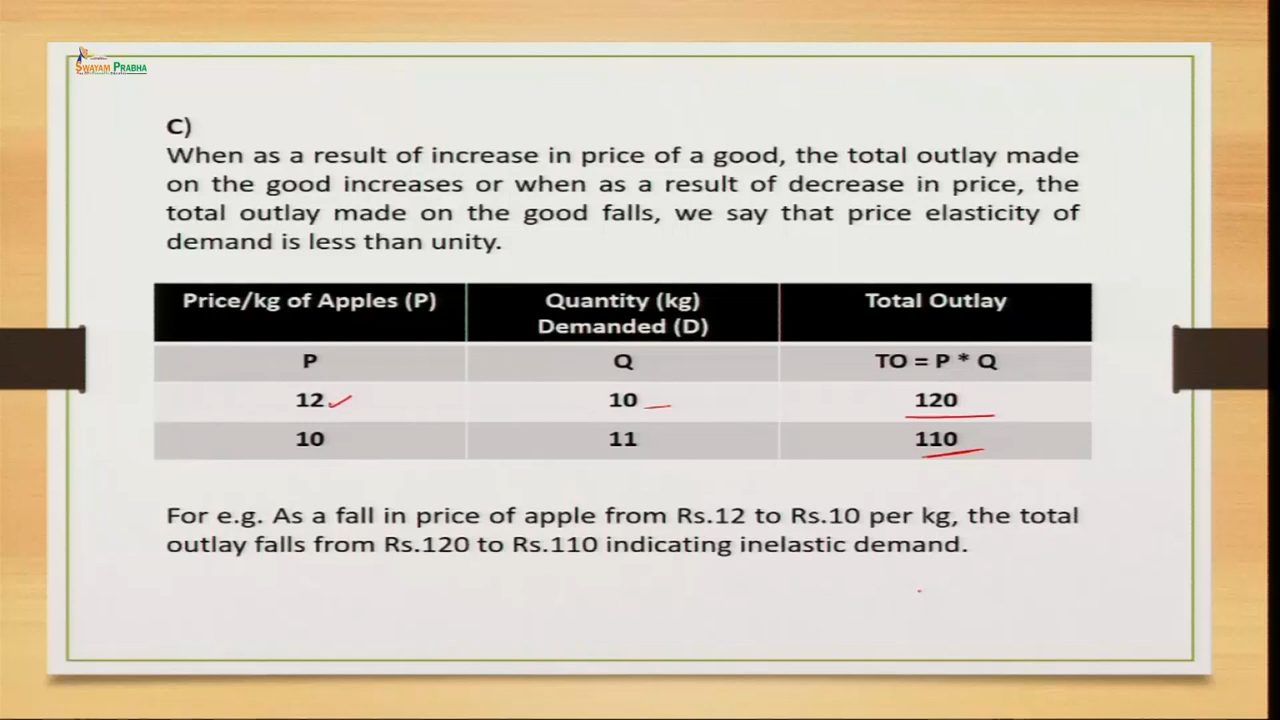 SWAYAM PRABHA
C)
When as a result of increase in price of a good, the total outlay made
on the good increases or when as a result of decrease in price, the
total outlay made on the good falls, we say that price elasticity of
demand is less than unity.
Price/kg of Apples (P) Quantity (kg) Demanded (D) Total Outlay
P Q TO = P * Q
12 10 120
10 11 110
For e.g. As a fall in price of apple from Rs.12 to Rs.10 per kg, the total
outlay falls from Rs.120 to Rs.110 indicating inelastic demand.